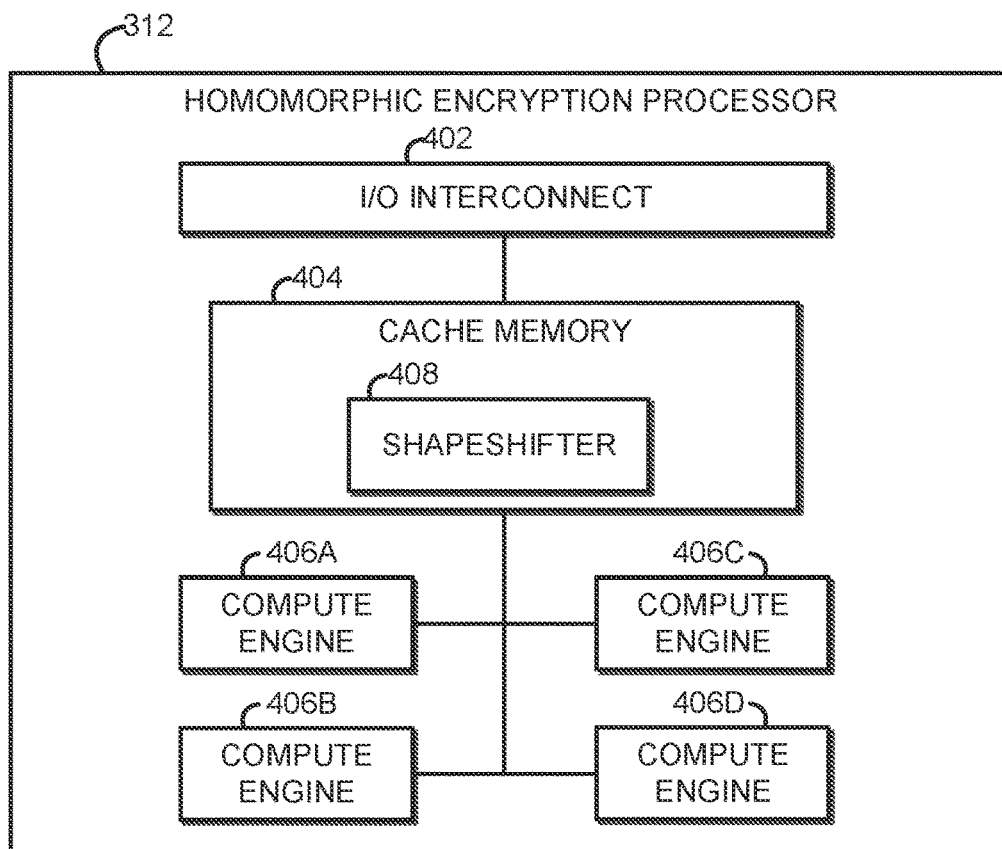 312
HOMOMORPHIC ENCRYPTION PROCESSOR
402
I/O INTERCONNECT
404
CACHE MEMORY
408
SHAPESHIFTER
406A
COMPUTE
ENGINE
406C
COMPUTE
ENGINE
406B
COMPUTE
ENGINE
406D
COMPUTE
ENGINE